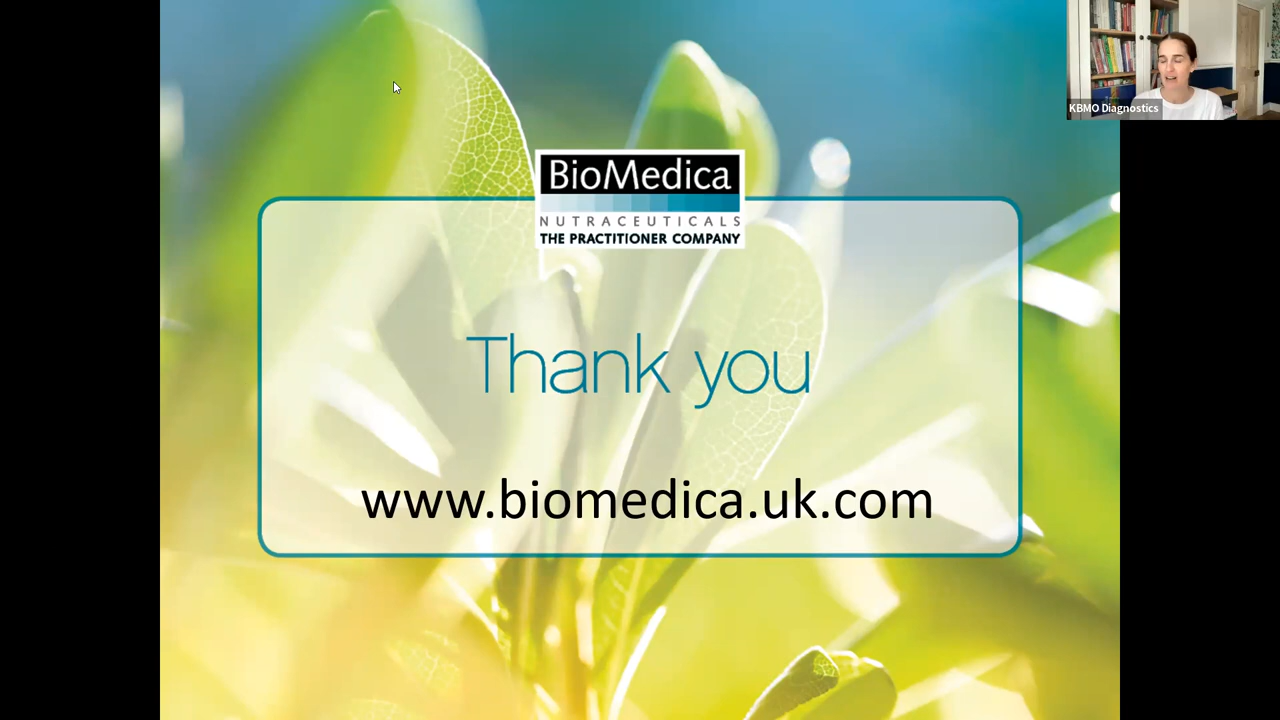 KBMO Diagnostics
BioMedica
NUTRACEUTICALS
THE PRACTITIONER COMPANY
Thank you
www.biomedica.uk.com